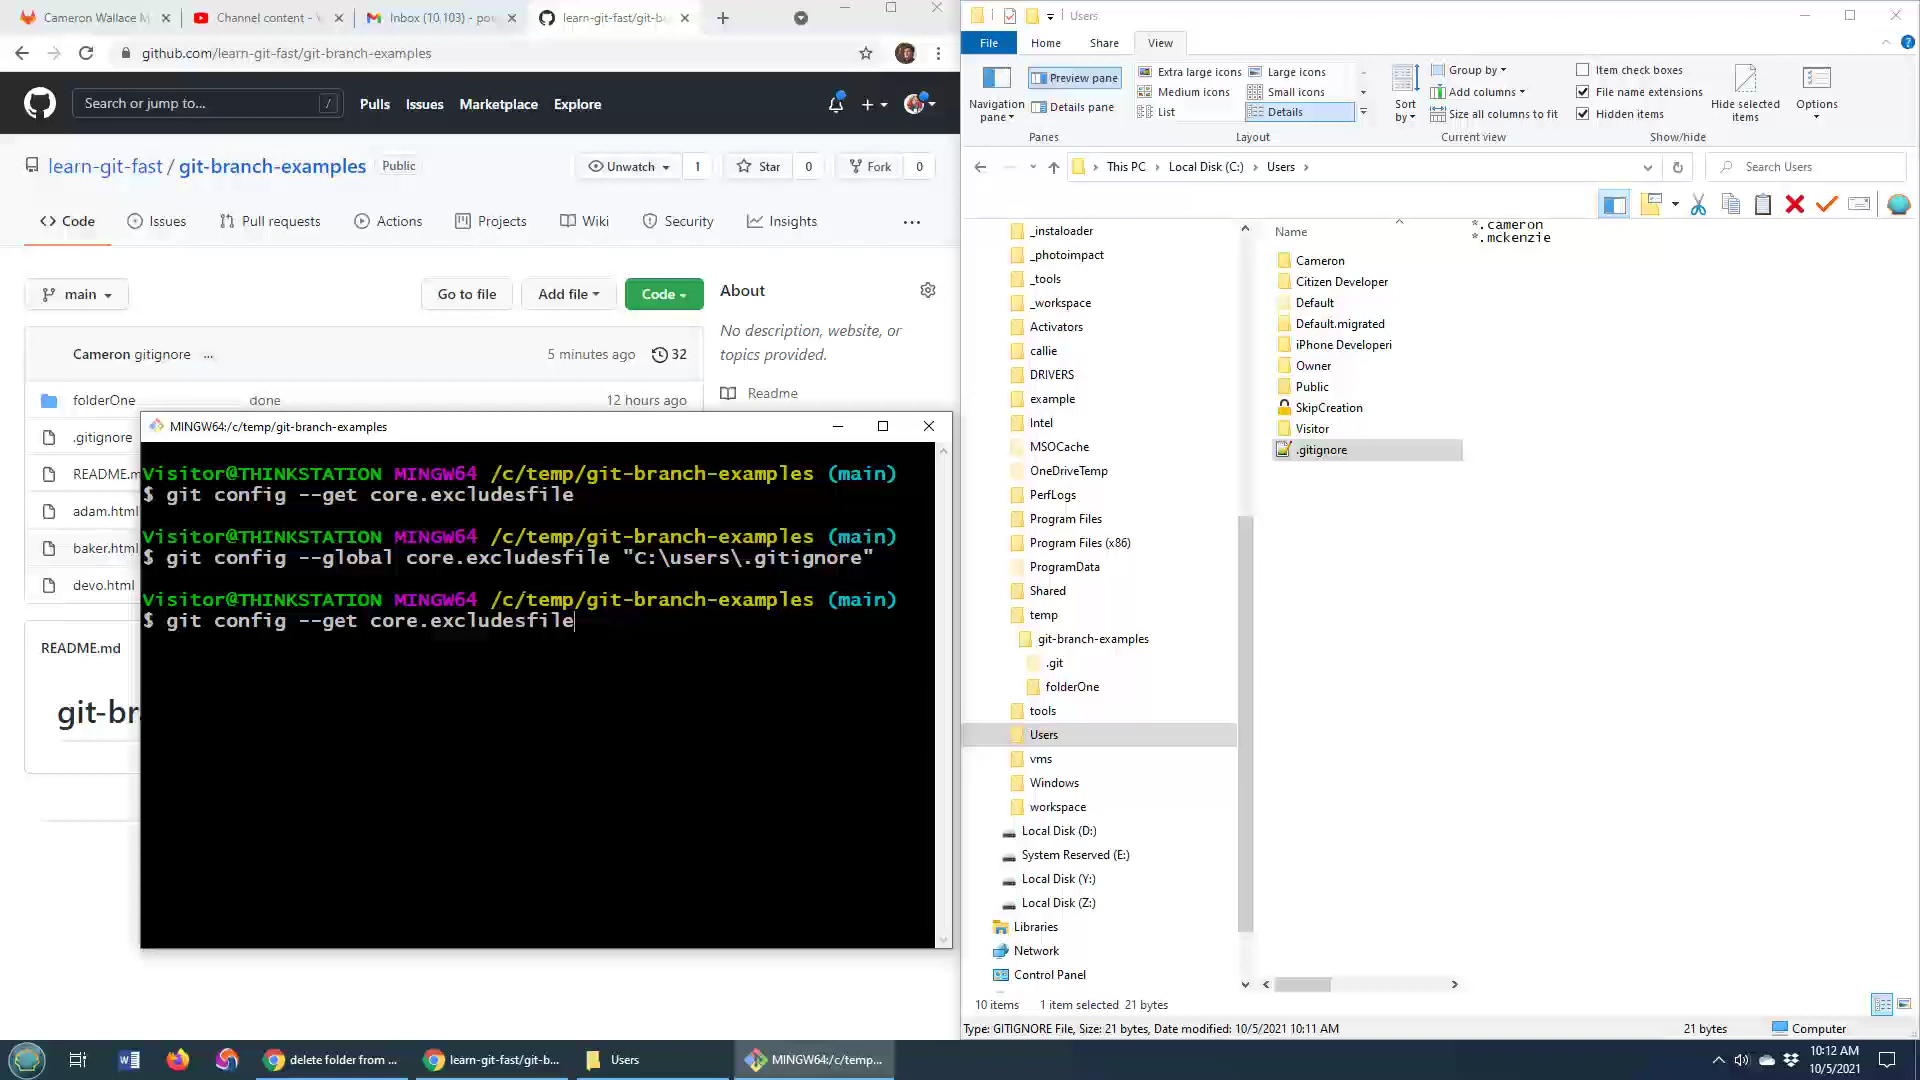 Cameron Wallace M
Channel content -
Inbox (10,103) - pow
learn-git-fast/git-br
github.com/learn-git-fast/git-branch-examples
Search or jump to...
/
Pulls
Issues
Marketplace
Explore
learn-git-fast / git-branch-examples
Public
Unwatch
1
Star
0
Fork
0
Code
Issues
Pull requests
Actions
Projects
Wiki
Security
Insights
...
main
Go to file
Add file
Code
About
No description, website, or
topics provided.
Readme
Cameron gitignore
...
5 minutes ago
32
folderOne
done
12 hours ago
.gitignore
README.m
adam.html
baker.html
devo.html
README.md
git-br
MINGW64:/c/temp/git-branch-examples
Visitor@THINKSTATION MINGW64 /c/temp/git-branch-examples (main)
$ git config --get core.excludesfile
Visitor@THINKSTATION MINGW64 /c/temp/git-branch-examples (main)
$ git config --global core.excludesfile "C:\users\.gitignore"
Visitor@THINKSTATION MINGW64 /c/temp/git-branch-examples (main)
$ git config --get core.excludesfile
Users
File
Home
Share
View
Navigation
pane
Preview pane
Details pane
Panes
Extra large icons
Large icons
Medium icons
Small icons
List
Details
Layout
Sort
by
Group by
Add columns
Size all columns to fit
Current view
Item check boxes
File name extensions
Hidden items
Hide selected
items
Options
Show/hide
This PC
Local Disk (C:)
Users
Search Users
_instaloader
_photoimpact
_tools
_workspace
Activators
callie
DRIVERS
example
Intel
MSOCache
OneDriveTemp
PerfLogs
Program Files
Program Files (x86)
ProgramData
Shared
temp
git-branch-examples
.git
folderOne
tools
Users
vms
Windows
workspace
Local Disk (D:)
System Reserved (E:)
Local Disk (Y:)
Local Disk (Z:)
Libraries
Network
Control Panel
Name
Cameron
Citizen Developer
Default
Default.migrated
iPhone Developeri
Owner
Public
SkipCreation
Visitor
.gitignore
*.cameron
*.mckenzie
10 items
1 item selected 21 bytes
Type: GITIGNORE File, Size: 21 bytes, Date modified: 10/5/2021 10:11 AM
21 bytes
Computer
delete folder from ...
learn-git-fast/git-b...
Users
MINGW64:/c/temp...
10:12 AM
10/5/2021